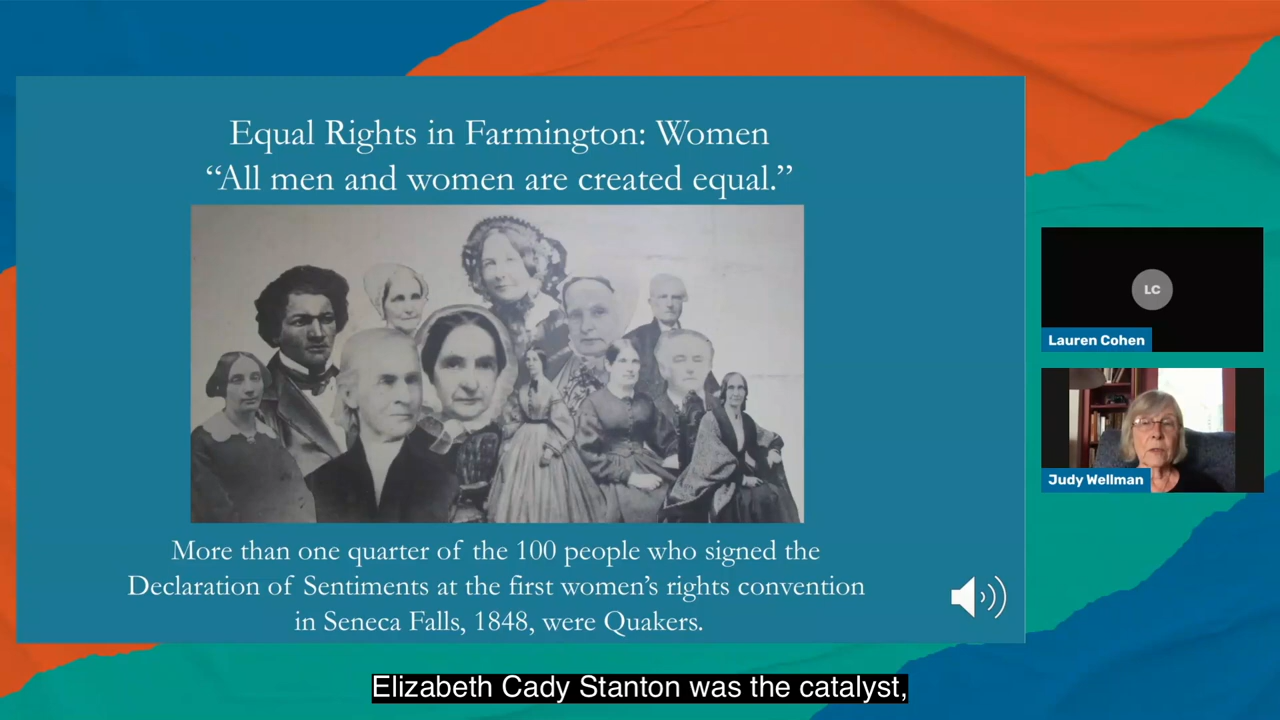 Equal Rights in Farmington: Women
“All men and women are created equal.”
More than one quarter of the 100 people who signed the
Declaration of Sentiments at the first women’s rights convention
in Seneca Falls, 1848, were Quakers.
LC
Lauren Cohen
Judy Wellman
Elizabeth Cady Stanton was the catalyst,